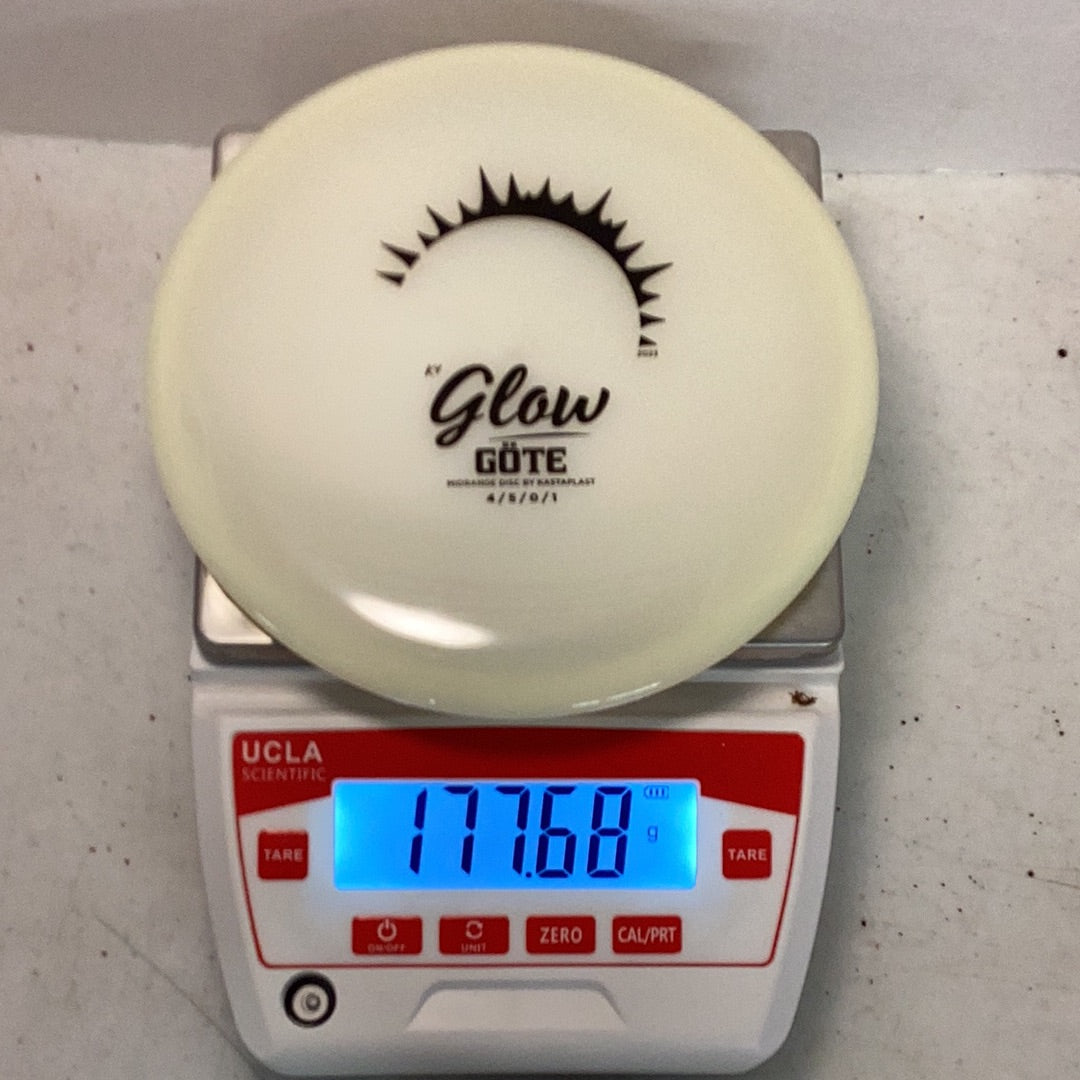 2023
K1
Glow
GÖTE
MIDRANGE DISC BY KASTAPLAST
4/5/0/1
UCLA
SCIENTIFIC
177.68 g
TARE
TARE
ON/OFF
UNIT
ZERO
CAL/PRT